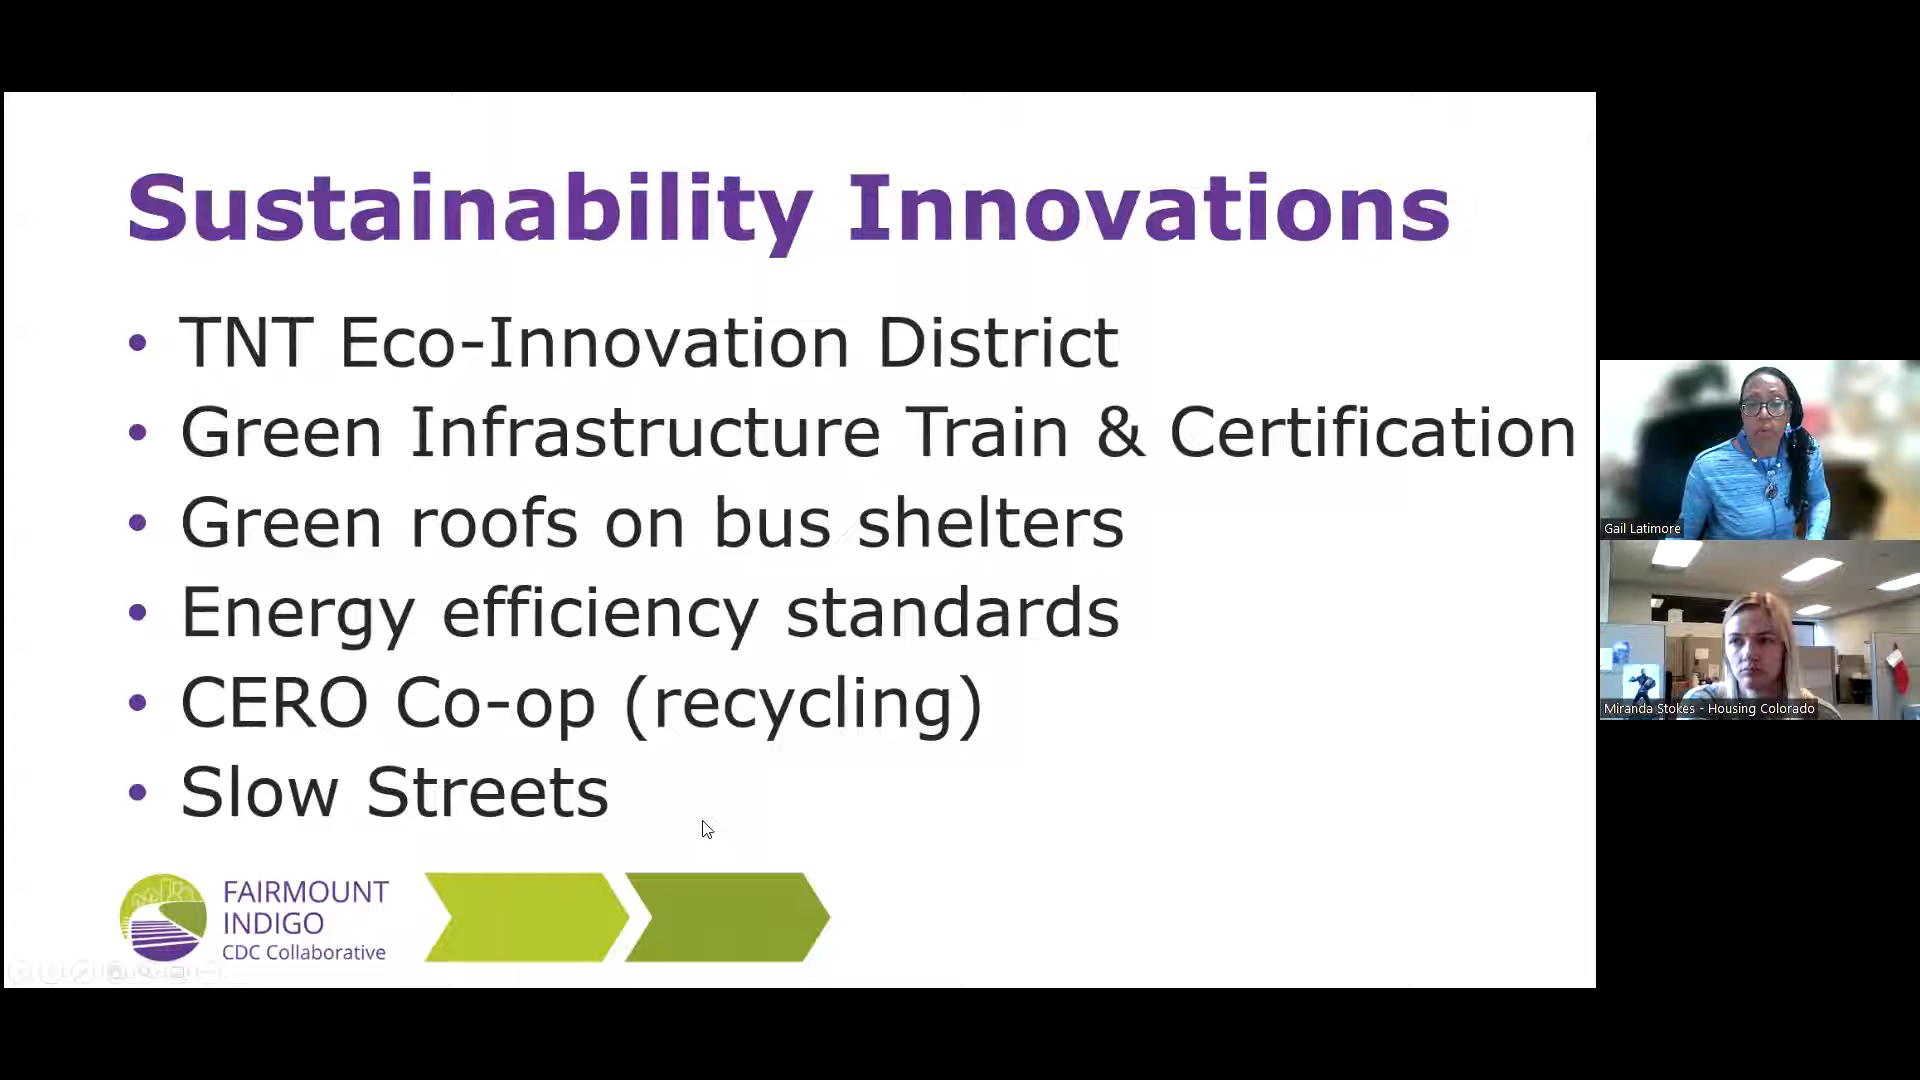 Sustainability Innovations
• TNT Eco-Innovation District
• Green Infrastructure Train & Certification
• Green roofs on bus shelters
• Energy efficiency standards
• CERO Co-op (recycling)
• Slow Streets
FAIRMOUNT
INDIGO
CDC Collaborative
Gail Latimore
Miranda Stokes - Housing Colorado